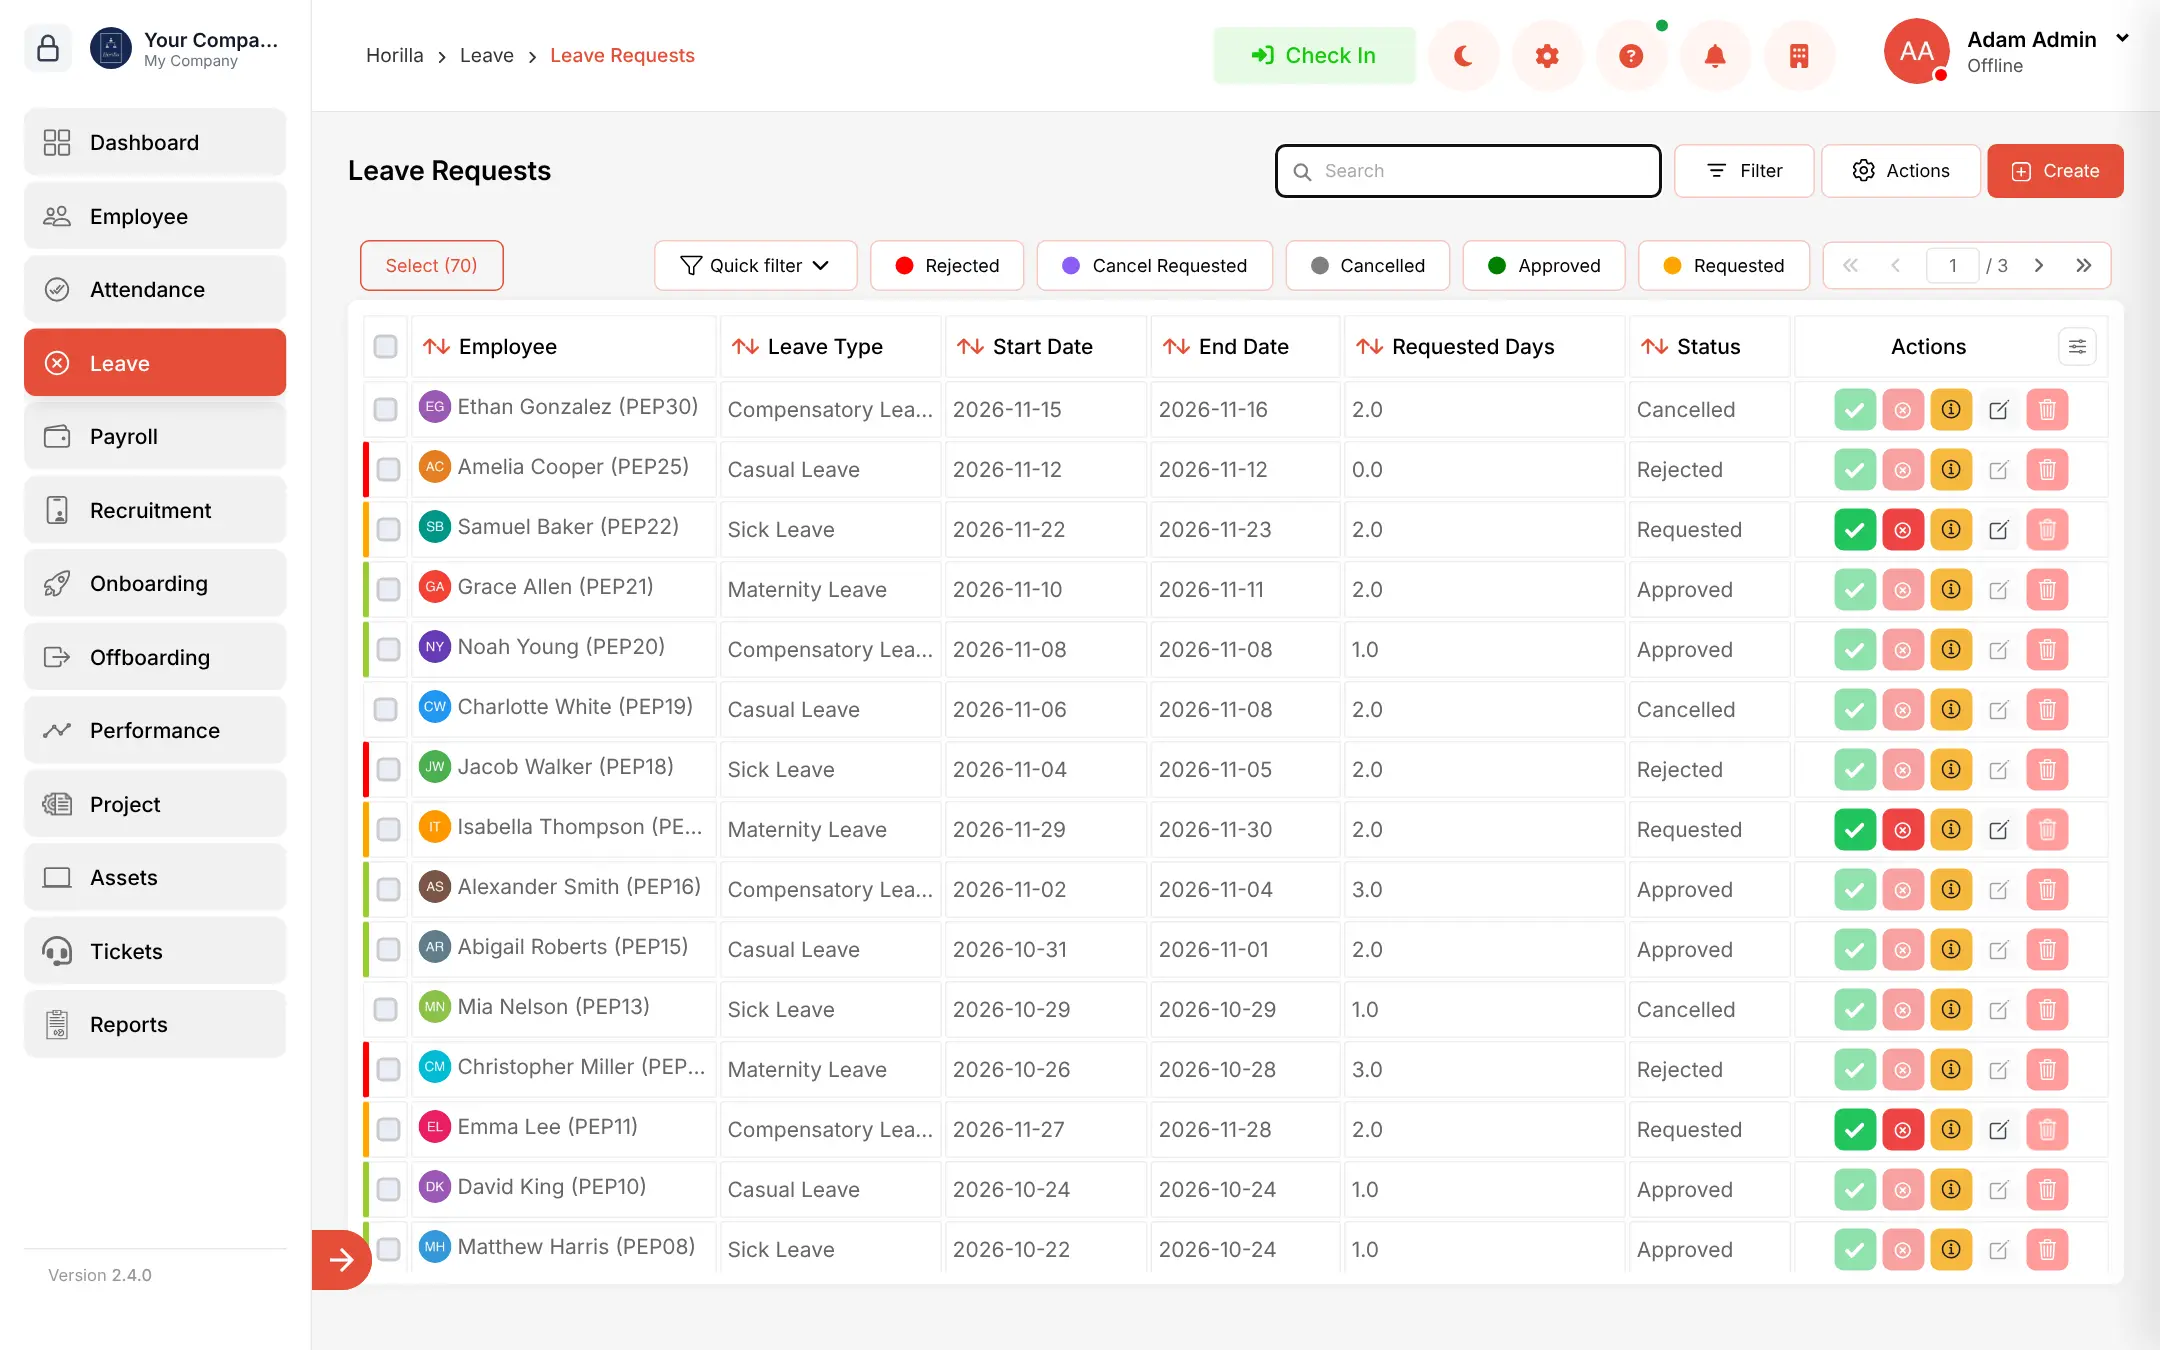 Your Compa...
My Company
Horilla > Leave > Leave Requests
Check In
AA
Adam Admin
Offline
Dashboard
Employee
Attendance
Leave
Payroll
Recruitment
Onboarding
Offboarding
Performance
Project
Assets
Tickets
Reports
Version 2.4.0
Leave Requests
Search
Filter
Actions
Create
Select (70)
Quick filter
Rejected
Cancel Requested
Cancelled
Approved
Requested
1 / 3
Employee Leave Type Start Date End Date Requested Days Status Actions
EG Ethan Gonzalez (PEP30) Compensatory Lea... 2026-11-15 2026-11-16 2.0 Cancelled
AC Amelia Cooper (PEP25) Casual Leave 2026-11-12 2026-11-12 0.0 Rejected
SB Samuel Baker (PEP22) Sick Leave 2026-11-22 2026-11-23 2.0 Requested
GA Grace Allen (PEP21) Maternity Leave 2026-11-10 2026-11-11 2.0 Approved
NY Noah Young (PEP20) Compensatory Lea... 2026-11-08 2026-11-08 1.0 Approved
CW Charlotte White (PEP19) Casual Leave 2026-11-06 2026-11-08 2.0 Cancelled
JW Jacob Walker (PEP18) Sick Leave 2026-11-04 2026-11-05 2.0 Rejected
IT Isabella Thompson (PE... Maternity Leave 2026-11-29 2026-11-30 2.0 Requested
AS Alexander Smith (PEP16) Compensatory Lea... 2026-11-02 2026-11-04 3.0 Approved
AR Abigail Roberts (PEP15) Casual Leave 2026-10-31 2026-11-01 2.0 Approved
MN Mia Nelson (PEP13) Sick Leave 2026-10-29 2026-10-29 1.0 Cancelled
CM Christopher Miller (PEP... Maternity Leave 2026-10-26 2026-10-28 3.0 Rejected
EL Emma Lee (PEP11) Compensatory Lea... 2026-11-27 2026-11-28 2.0 Requested
DK David King (PEP10) Casual Leave 2026-10-24 2026-10-24 1.0 Approved
MH Matthew Harris (PEP08) Sick Leave 2026-10-22 2026-10-24 1.0 Approved